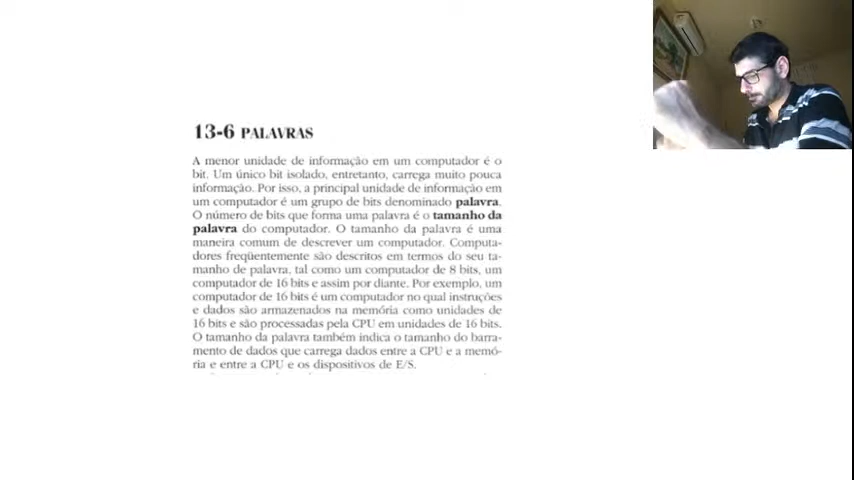 13-6 PALAVRAS
A menor unidade de informação em um computador é o
bit. Um único bit isolado, entretanto, carrega muito pouca
informação. Por isso, a principal unidade de informação em
um computador é um grupo de bits denominado palavra.
O número de bits que forma uma palavra é o tamanho da
palavra do computador. O tamanho da palavra é uma
maneira comum de descrever um computador. Computa-
dores freqüentemente são descritos em termos do seu ta-
manho de palavra, tal como um computador de 8 bits, um
computador de 16 bits e assim por diante. Por exemplo, um
computador de 16 bits é um computador no qual instruções
e dados são armazenados na memória como unidades de
16 bits e são processadas pela CPU em unidades de 16 bits.
O tamanho da palavra também indica o tamanho do barra-
mento de dados que carrega dados entre a CPU e a memó-
ria e entre a CPU e os dispositivos de E/S.